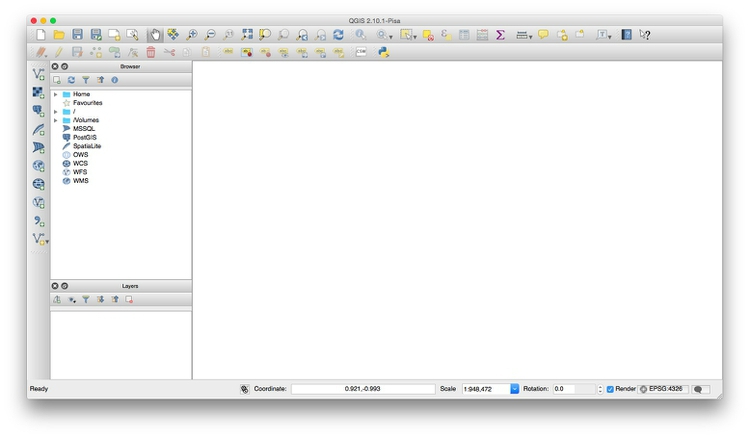 QGIS 2.10.1-Pisa
Browser
Home
Favourites
/
/Volumes
MSSQL
PostGIS
SpatiaLite
OWS
WCS
WFS
WMS
Layers
Ready Coordinate: 0.921,-0.993 Scale 1:948,472 Rotation: 0.0 Render EPSG:4326